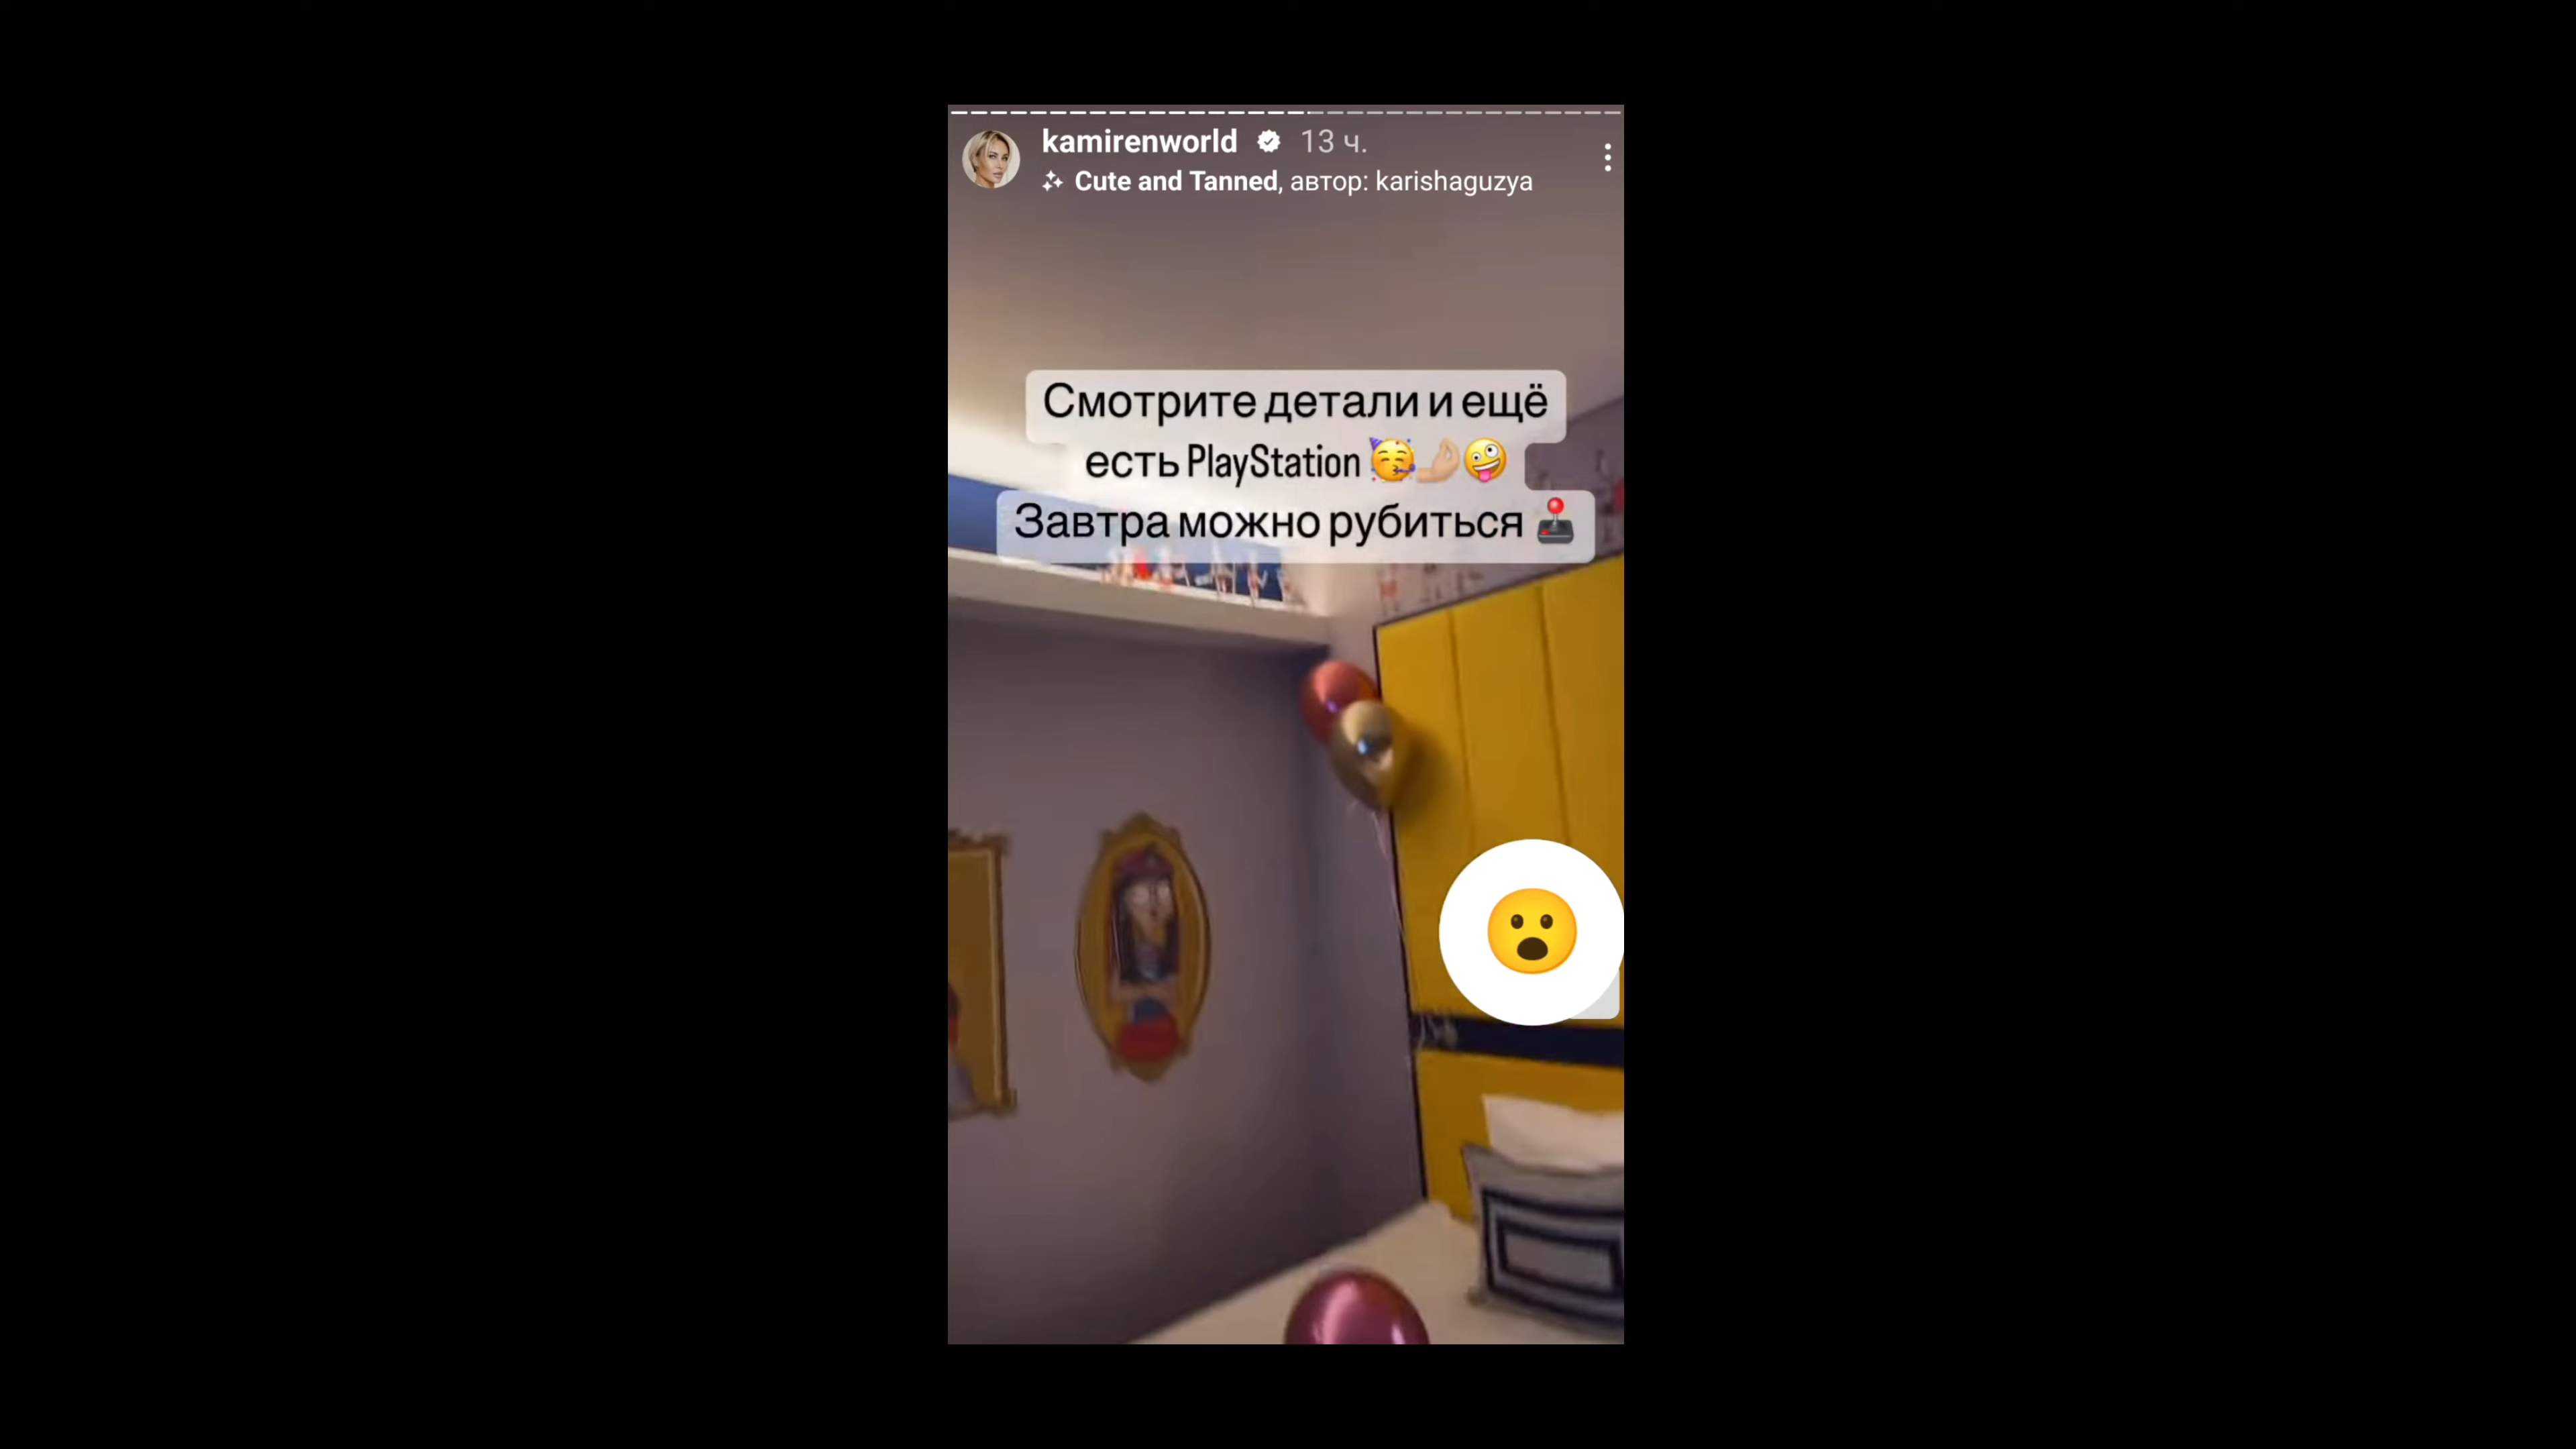 kamirenworld 13 ч.
Cute and Tanned, автор: karishaguzya
Смотрите детали и ещё
есть PlayStation 🥳🤌🏼🤪
Завтра можно рубиться 🕹️